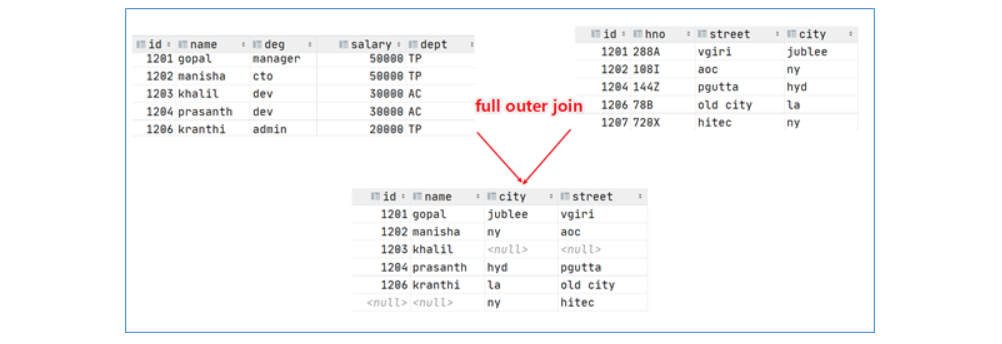 id name deg salary dept
1201 gopal manager 50000 TP
1202 manisha cto 50000 TP
1203 khalil dev 30000 AC
1204 prasanth dev 30000 AC
1206 kranthi admin 20000 TP
id hno street city
1201 288A vgiri jublee
1202 108I aoc ny
1204 144Z pgutta hyd
1206 78B old city la
1207 720X hitec ny
full outer join
id name city street
1201 gopal jublee vgiri
1202 manisha ny aoc
1203 khalil <null> <null>
1204 prasanth hyd pgutta
1206 kranthi la old city
<null> <null> ny hitec